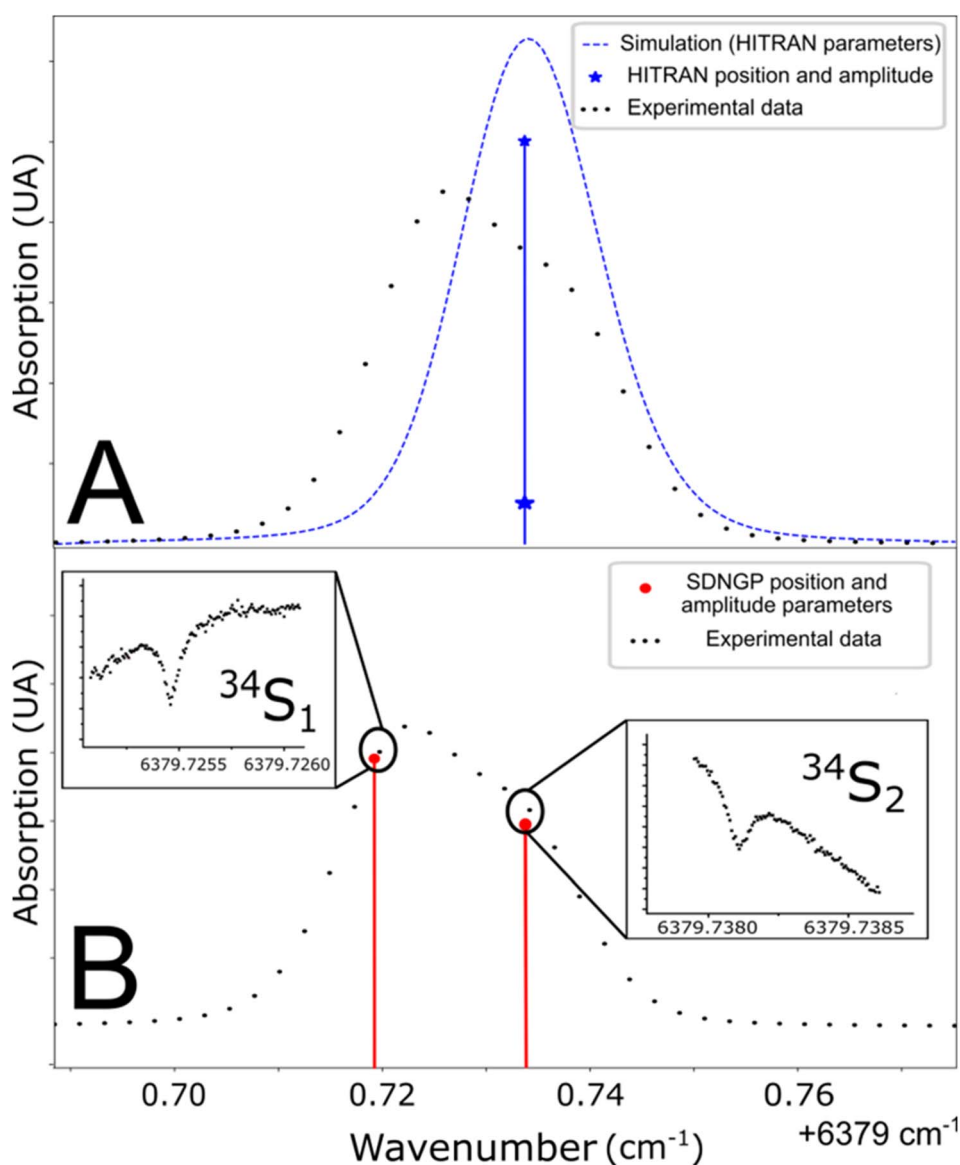 Simulation (HITRAN parameters)
HITRAN position and amplitude
Experimental data
Absorption (UA)
A
SDNGP position and
amplitude parameters
Experimental data
³⁴S₁
6379.7255 6379.7260
³⁴S₂
6379.7380 6379.7385
Absorption (UA)
B
0.70 0.72 0.74 0.76
+6379 cm⁻¹
Wavenumber (cm⁻¹)